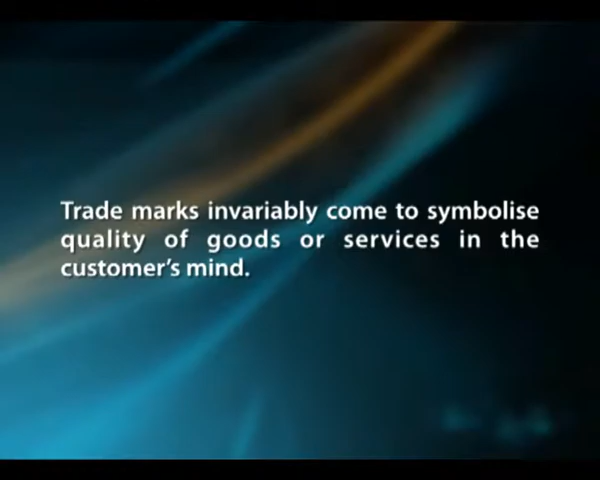 Trade marks invariably come to symbolise
quality of goods or services in the
customer's mind.